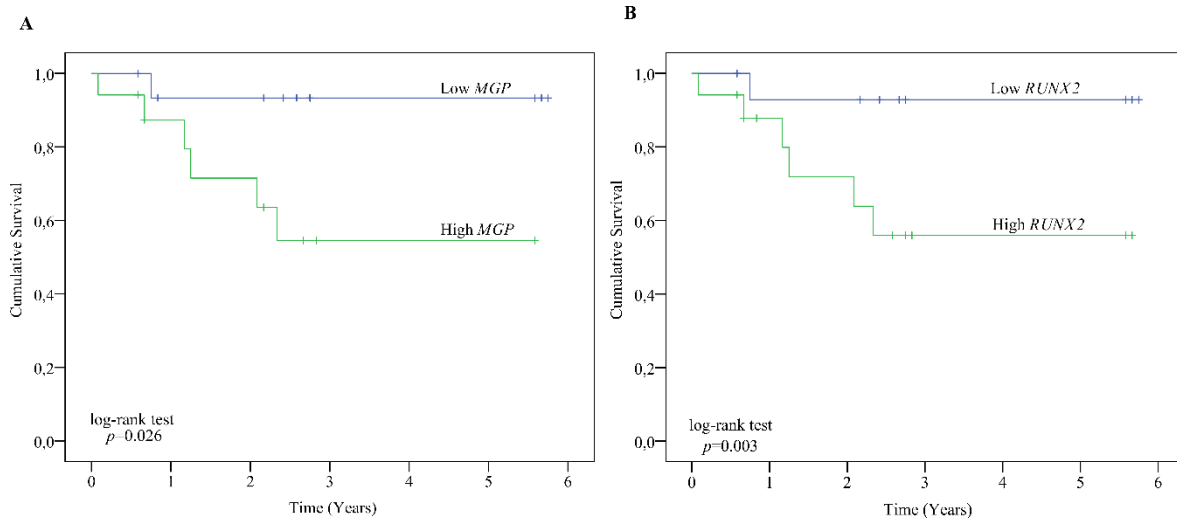 A
Cumulative Survival
1,0
0,8
0,6
0,4
0,2
0,0
Low MGP
High MGP
log-rank test
p=0.026
0 1 2 3 4 5 6
Time (Years)
B
Cumulative Survival
1,0
0,8
0,6
0,4
0,2
0,0
Low RUNX2
High RUNX2
log-rank test
p=0.003
0 1 2 3 4 5 6
Time (Years)